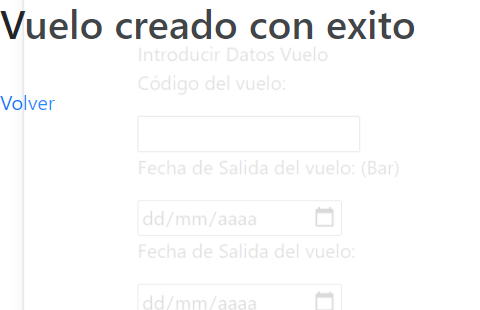 Vuelo creado con exito
Introducir Datos Vuelo
Código del vuelo:
Volver
Fecha de Salida del vuelo: (Bar)
dd/mm/aaaa
Fecha de Salida del vuelo:
dd/mm/aaaa